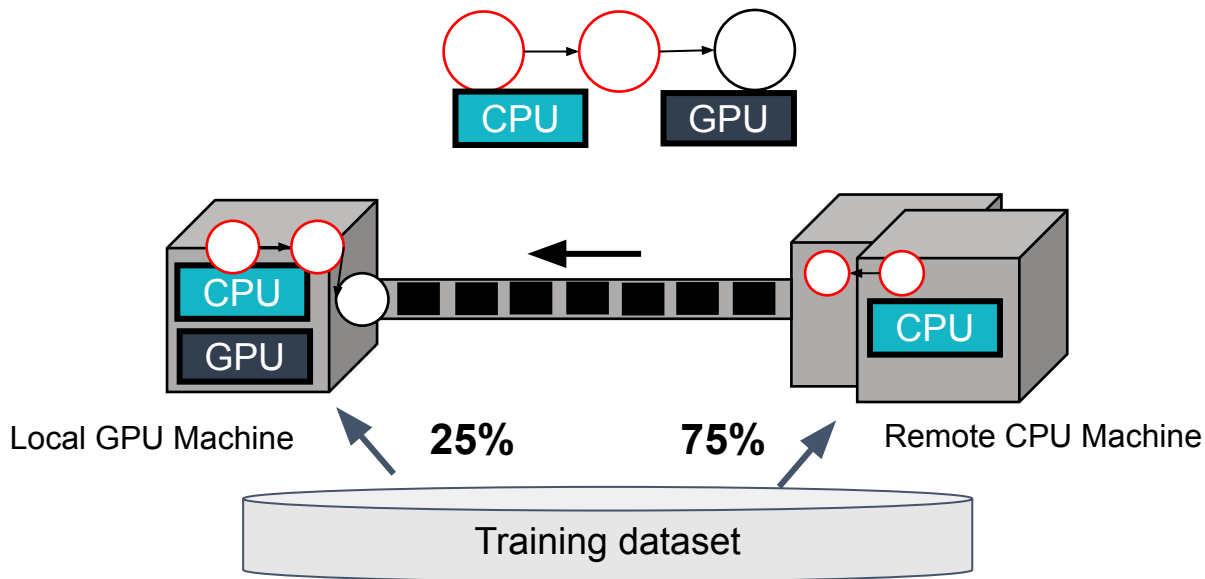 CPU
GPU
CPU
GPU
CPU
Local GPU Machine
25%
75%
Remote CPU Machine
Training dataset